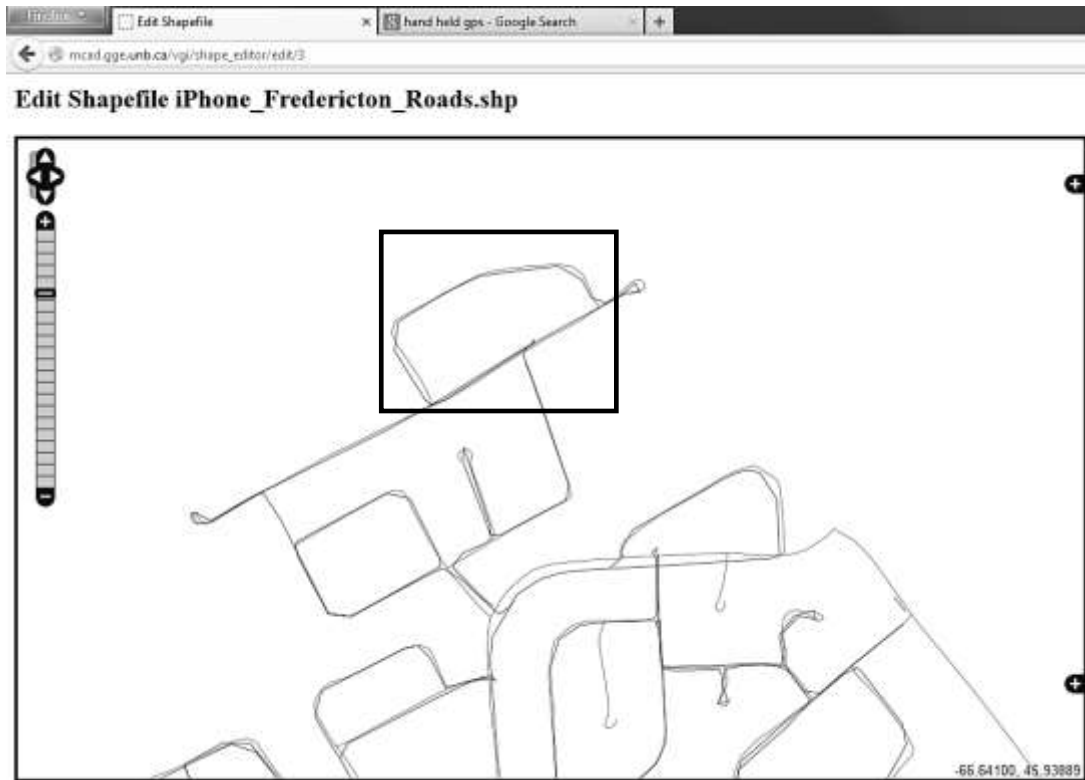 Edit Shapefile
hand held gps - Google Search
mcad.gge.unb.ca/vgi/shape_editor/edit/3
Edit Shapefile iPhone_Fredericton_Roads.shp
-66.64100, 45.93889